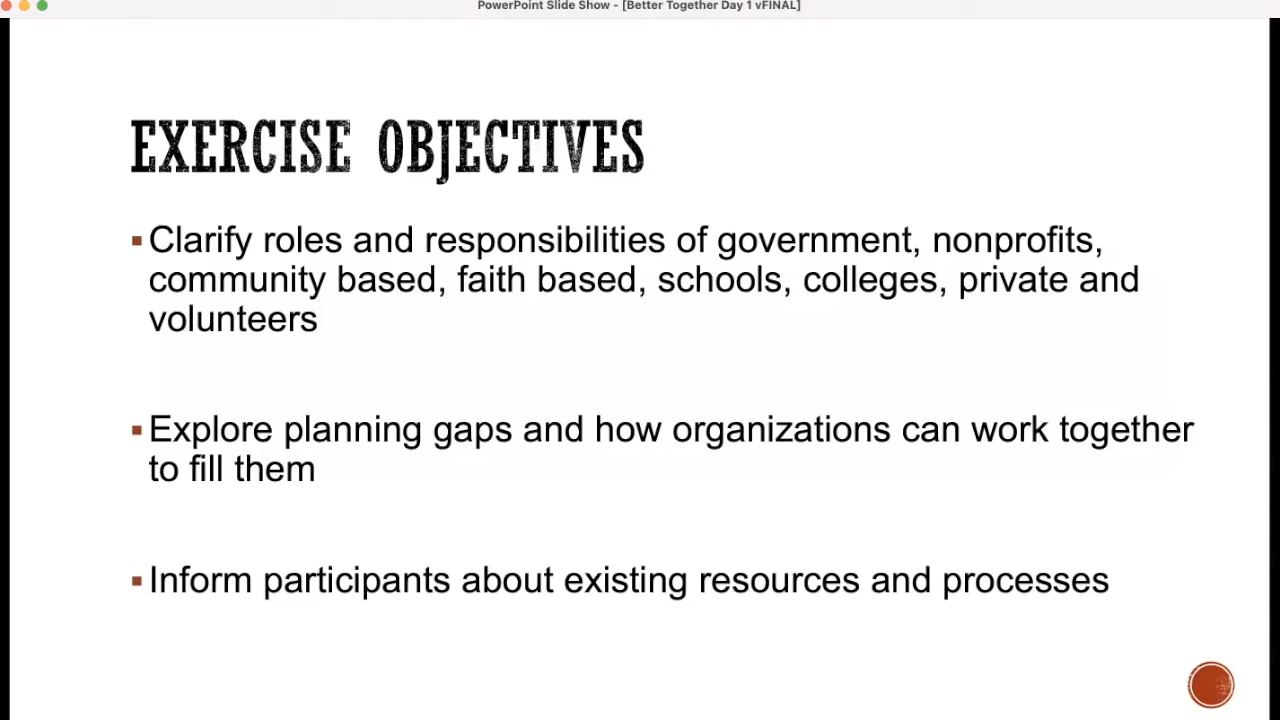 PowerPoint Slide Show - [Better Together Day 1 vFINAL]
EXERCISE OBJECTIVES
Clarify roles and responsibilities of government, nonprofits,
community based, faith based, schools, colleges, private and
volunteers
Explore planning gaps and how organizations can work together
to fill them
Inform participants about existing resources and processes